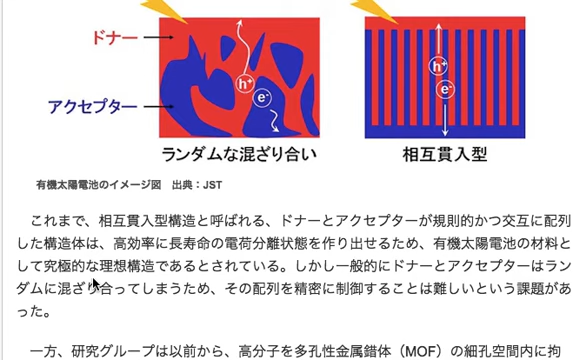 ドナー
アクセプター
h+
e-
h+
e-
ランダムな混ざり合い
相互貫入型
有機太陽電池のイメージ図 出典：JST
これまで、相互貫入型構造と呼ばれる、ドナーとアクセプターが規則的かつ交互に配列
した構造体は、高効率に長寿命の電荷分離状態を作り出せるため、有機太陽電池の材料と
して究極的な理想構造であるとされている。しかし一般的にドナーとアクセプターはラン
ダムに混ざり合ってしまうため、その配列を精密に制御することは難しいという課題があ
った。
一方、研究グループは以前から、高分子を多孔性金属錯体（MOF）の細孔空間内に拘